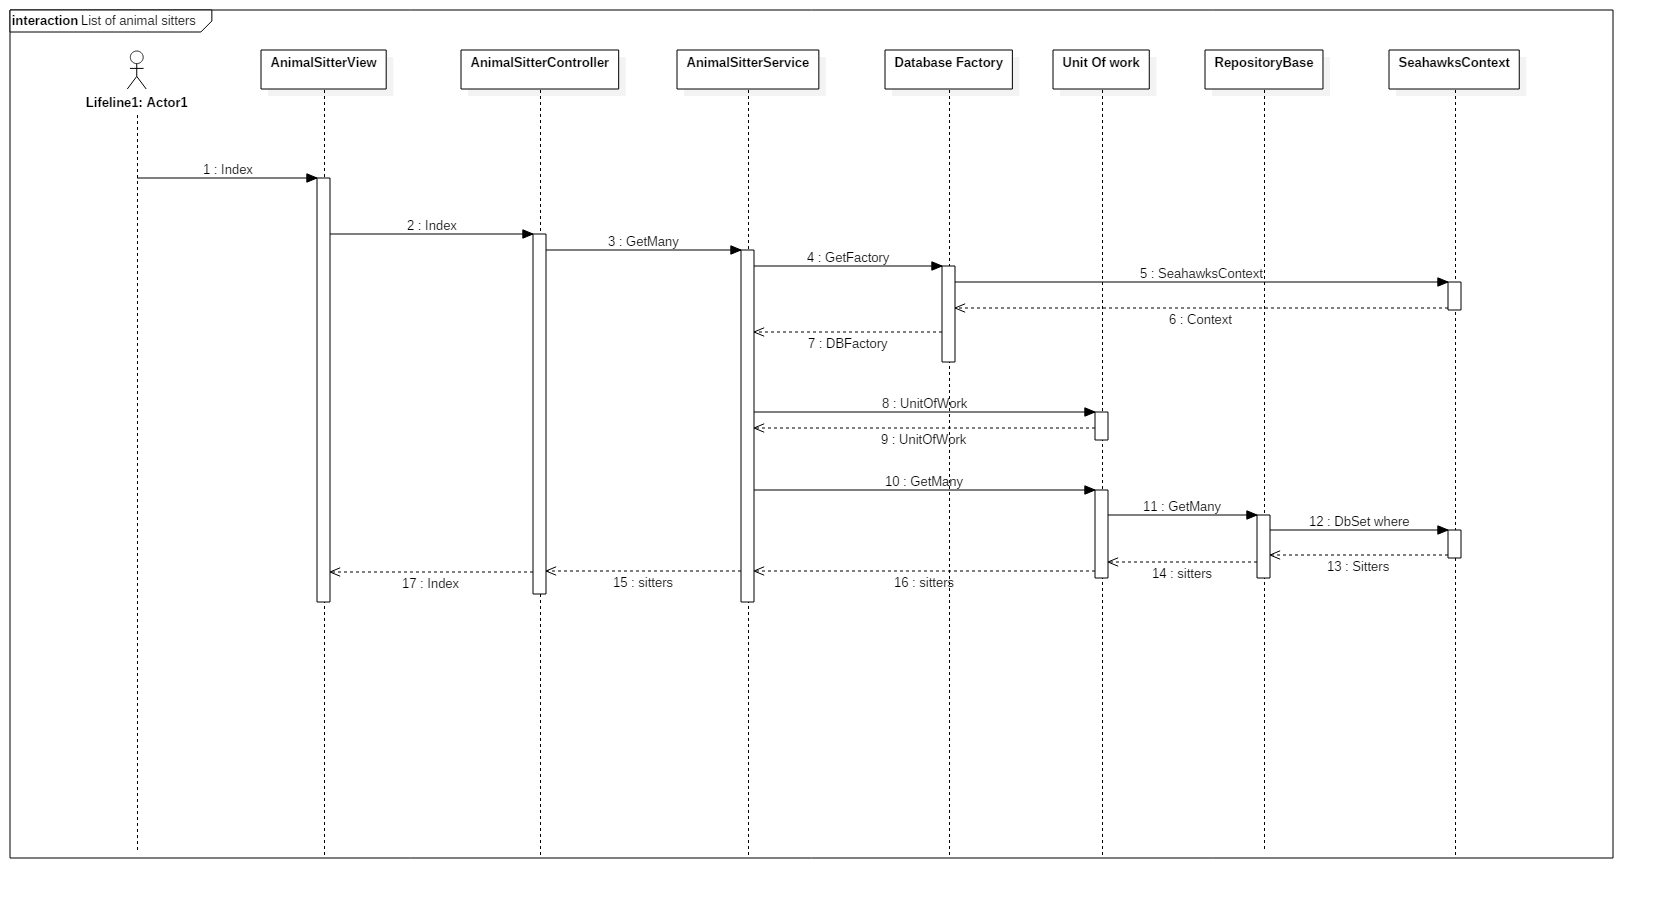 interaction List of animal sitters
Lifeline1: Actor1
AnimalSitterView
AnimalSitterController
AnimalSitterService
Database Factory
Unit Of work
RepositoryBase
SeahawksContext
1 : Index
2 : Index
3 : GetMany
4 : GetFactory
5 : SeahawksContext
6 : Context
7 : DBFactory
8 : UnitOfWork
9 : UnitOfWork
10 : GetMany
11 : GetMany
12 : DbSet where
13 : Sitters
14 : sitters
16 : sitters
15 : sitters
17 : Index